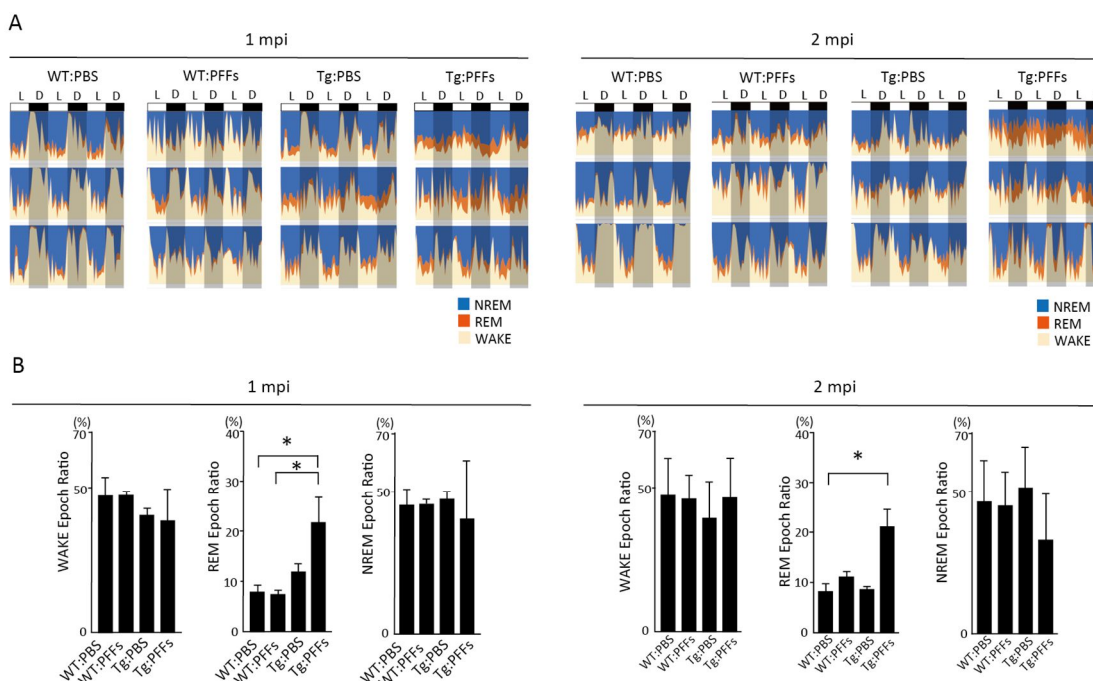 A
1 mpi
2 mpi
WT:PBS WT:PFFs Tg:PBS Tg:PFFs
WT:PBS WT:PFFs Tg:PBS Tg:PFFs
L D L D L D L D L D L D L D L D L D L D L D L D
L D L D L D L D L D L D L D L D L D L D L D L D
NREM
REM
WAKE
NREM
REM
WAKE
B
1 mpi
2 mpi
(%)
70
50
0
WAKE Epoch Ratio
WT:PBS
WT:PFFs
Tg:PBS
Tg:PFFs
(%)
40
30
20
10
0
REM Epoch Ratio
*
*
WT:PBS
WT:PFFs
Tg:PBS
Tg:PFFs
(%)
70
50
0
NREM Epoch Ratio
WT:PBS
WT:PFFs
Tg:PBS
Tg:PFFs
(%)
70
50
0
WAKE Epoch Ratio
WT:PBS
WT:PFFs
Tg:PBS
Tg:PFFs
(%)
40
30
20
10
0
REM Epoch Ratio
*
WT:PBS
WT:PFFs
Tg:PBS
Tg:PFFs
(%)
70
50
0
NREM Epoch Ratio
WT:PBS
WT:PFFs
Tg:PBS
Tg:PFFs